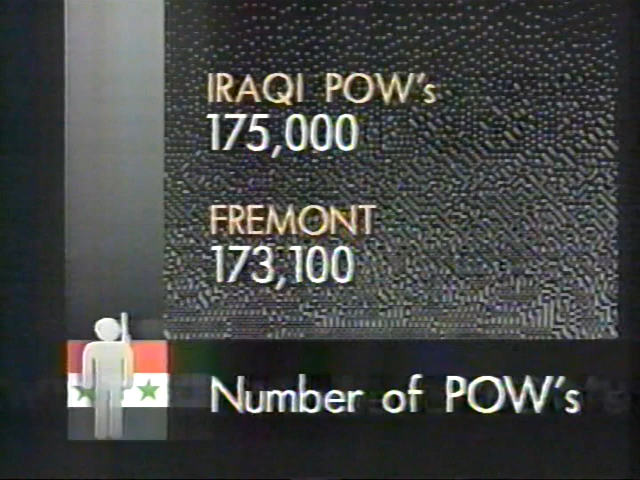 IRAQI POW's
175,000
FREMONT
173,100
Number of POW's